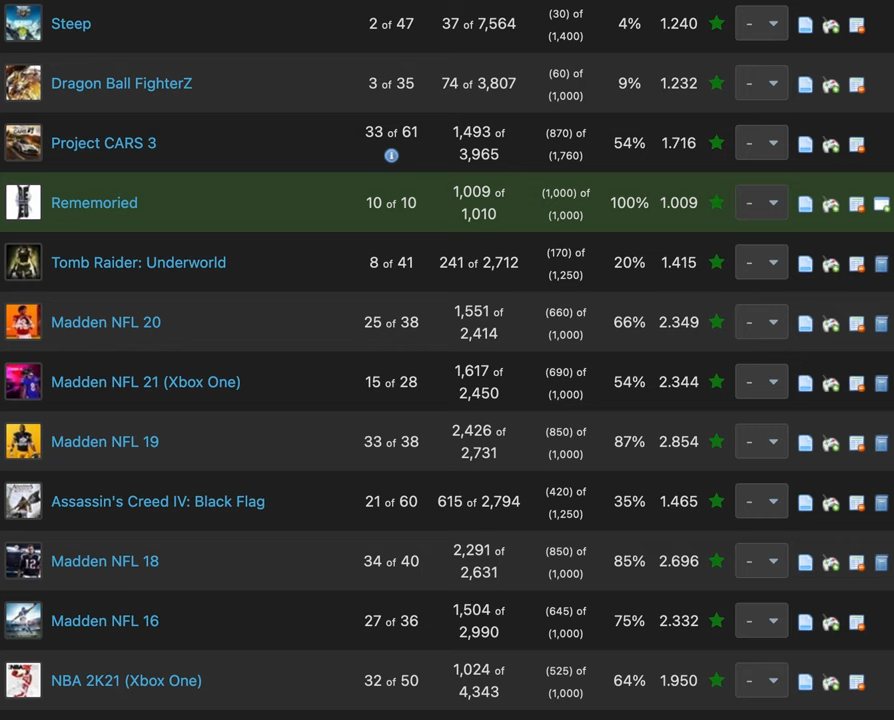 Steep 2 of 47 37 of 7,564 (30) of (1,400) 4% 1.240 -
Dragon Ball FighterZ 3 of 35 74 of 3,807 (60) of (1,000) 9% 1.232 -
Project CARS 3 33 of 61 1,493 of 3,965 (870) of (1,760) 54% 1.716 -
Rememoried 10 of 10 1,009 of 1,010 (1,000) of (1,000) 100% 1.009 -
Tomb Raider: Underworld 8 of 41 241 of 2,712 (170) of (1,250) 20% 1.415 -
Madden NFL 20 25 of 38 1,551 of 2,414 (660) of (1,000) 66% 2.349 -
Madden NFL 21 (Xbox One) 15 of 28 1,617 of 2,450 (690) of (1,000) 54% 2.344 -
Madden NFL 19 33 of 38 2,426 of 2,731 (850) of (1,000) 87% 2.854 -
Assassin's Creed IV: Black Flag 21 of 60 615 of 2,794 (420) of (1,250) 35% 1.465 -
Madden NFL 18 34 of 40 2,291 of 2,631 (850) of (1,000) 85% 2.696 -
Madden NFL 16 27 of 36 1,504 of 2,990 (645) of (1,000) 75% 2.332 -
NBA 2K21 (Xbox One) 32 of 50 1,024 of 4,343 (525) of (1,000) 64% 1.950 -